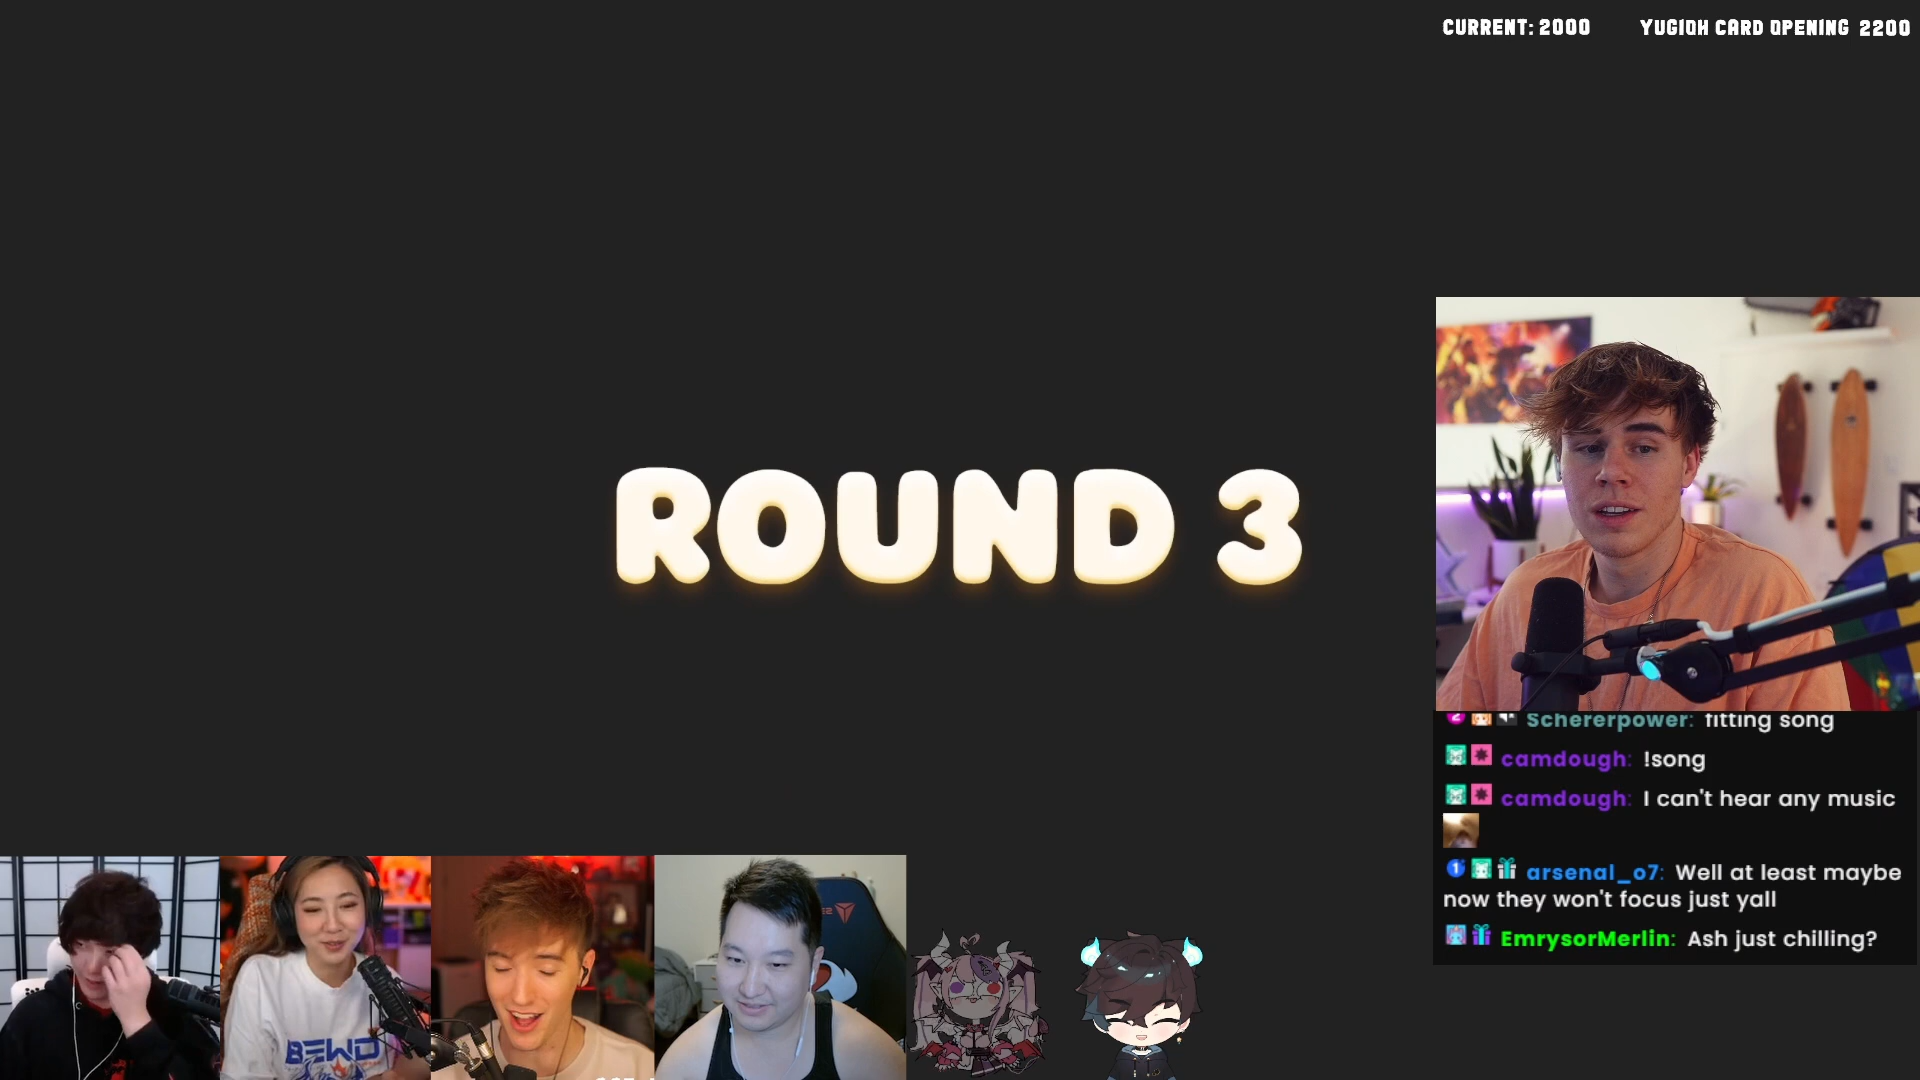 CURRENT: 2000
YUGIOH CARD OPENING 2200
ROUND 3
Schererpower: fitting song
camdough: !song
camdough: I can't hear any music
arsenal_o7: Well at least maybe
now they won't focus just yall
EmrysorMerlin: Ash just chilling?
BEWD